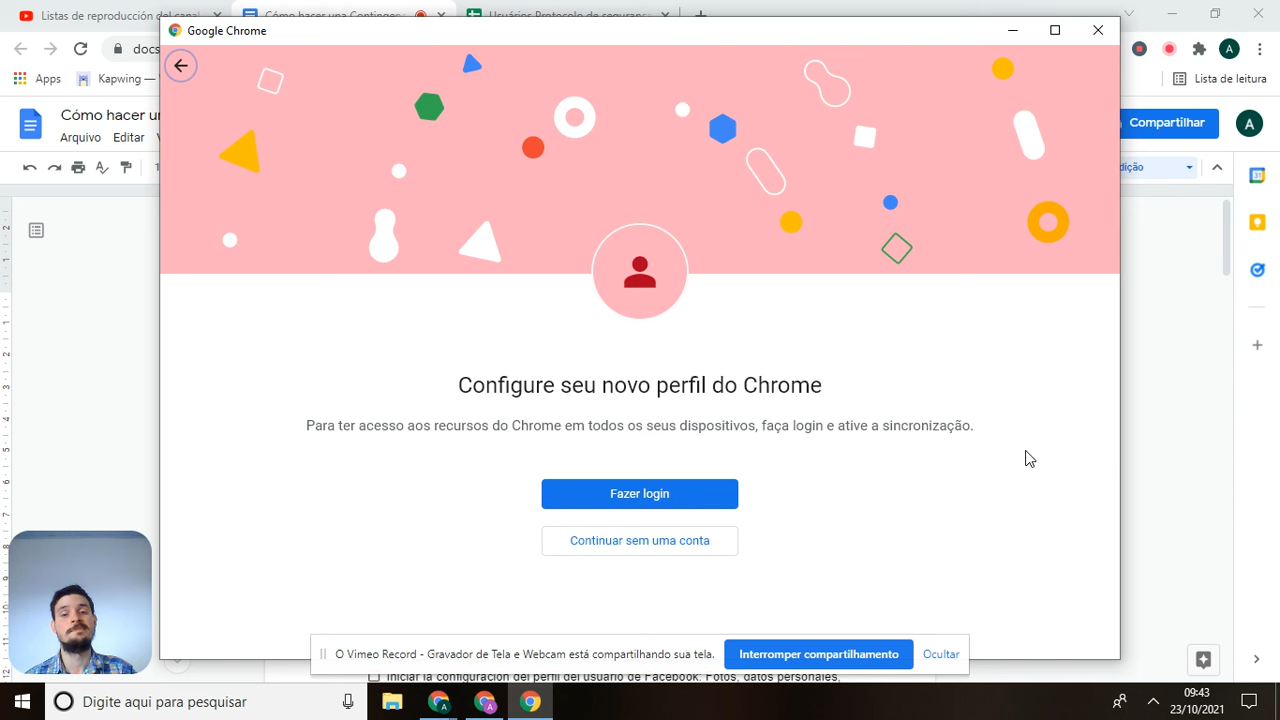 Listas de reproducción del canal
Cómo hacer una Continge
Usuarios Protocolo de seguran
Google Chrome
docs
Apps
Kapwing
A
Lista de leitura
Cómo hacer un
Arquivo
Editar
Compartilhar
A
dição
Configure seu novo perfil do Chrome
Para ter acesso aos recursos do Chrome em todos os seus dispositivos, faça login e ative a sincronização.
Fazer login
Continuar sem uma conta
O Vimeo Record - Gravador de Tela e Webcam está compartilhando sua tela.
Interromper compartilhamento
Ocultar
Iniciar la configuración del perfil del usuario de Facebook: Fotos, datos personales,
Digite aqui para pesquisar
09:43
23/10/2021